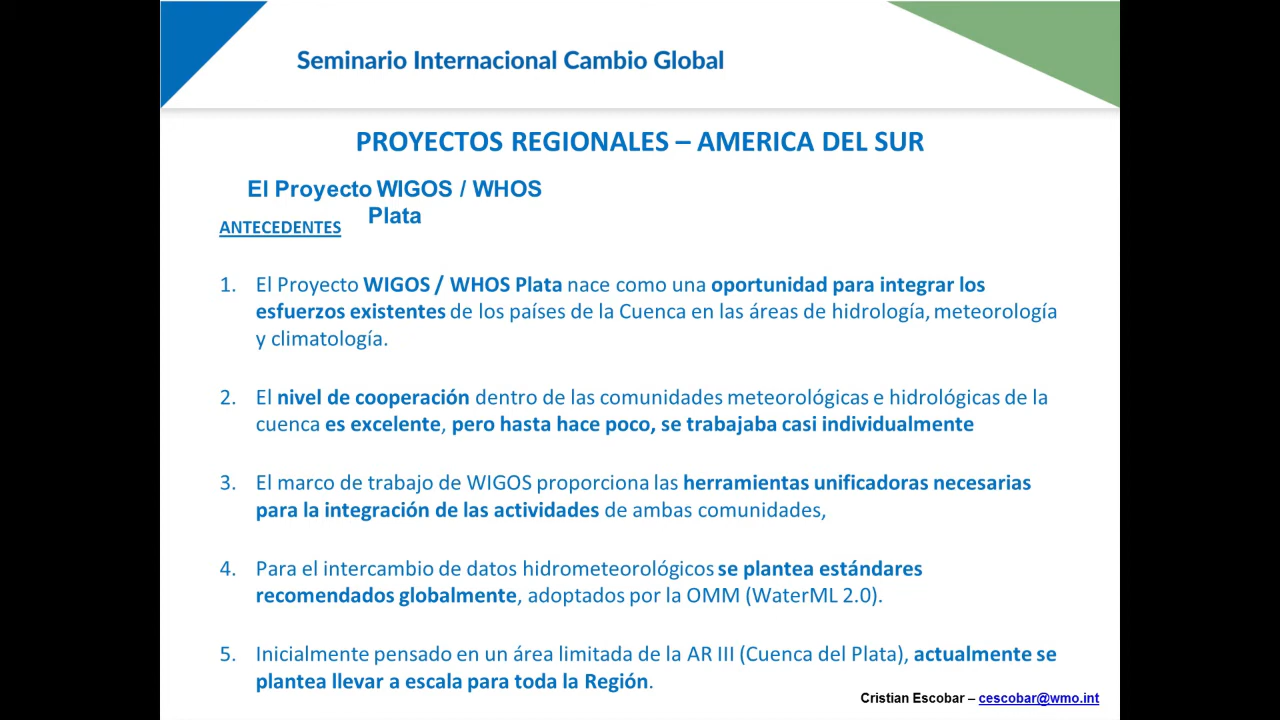 Seminario Internacional Cambio Global
PROYECTOS REGIONALES – AMERICA DEL SUR
El Proyecto WIGOS / WHOS
Plata
ANTECEDENTES
1. El Proyecto WIGOS / WHOS Plata nace como una oportunidad para integrar los
esfuerzos existentes de los países de la Cuenca en las áreas de hidrología, meteorología
y climatología.
2. El nivel de cooperación dentro de las comunidades meteorológicas e hidrológicas de la
cuenca es excelente, pero hasta hace poco, se trabajaba casi individualmente
3. El marco de trabajo de WIGOS proporciona las herramientas unificadoras necesarias
para la integración de las actividades de ambas comunidades,
4. Para el intercambio de datos hidrometeorológicos se plantea estándares
recomendados globalmente, adoptados por la OMM (WaterML 2.0).
5. Inicialmente pensado en un área limitada de la AR III (Cuenca del Plata), actualmente se
plantea llevar a escala para toda la Región.
Cristian Escobar – cescobar@wmo.int